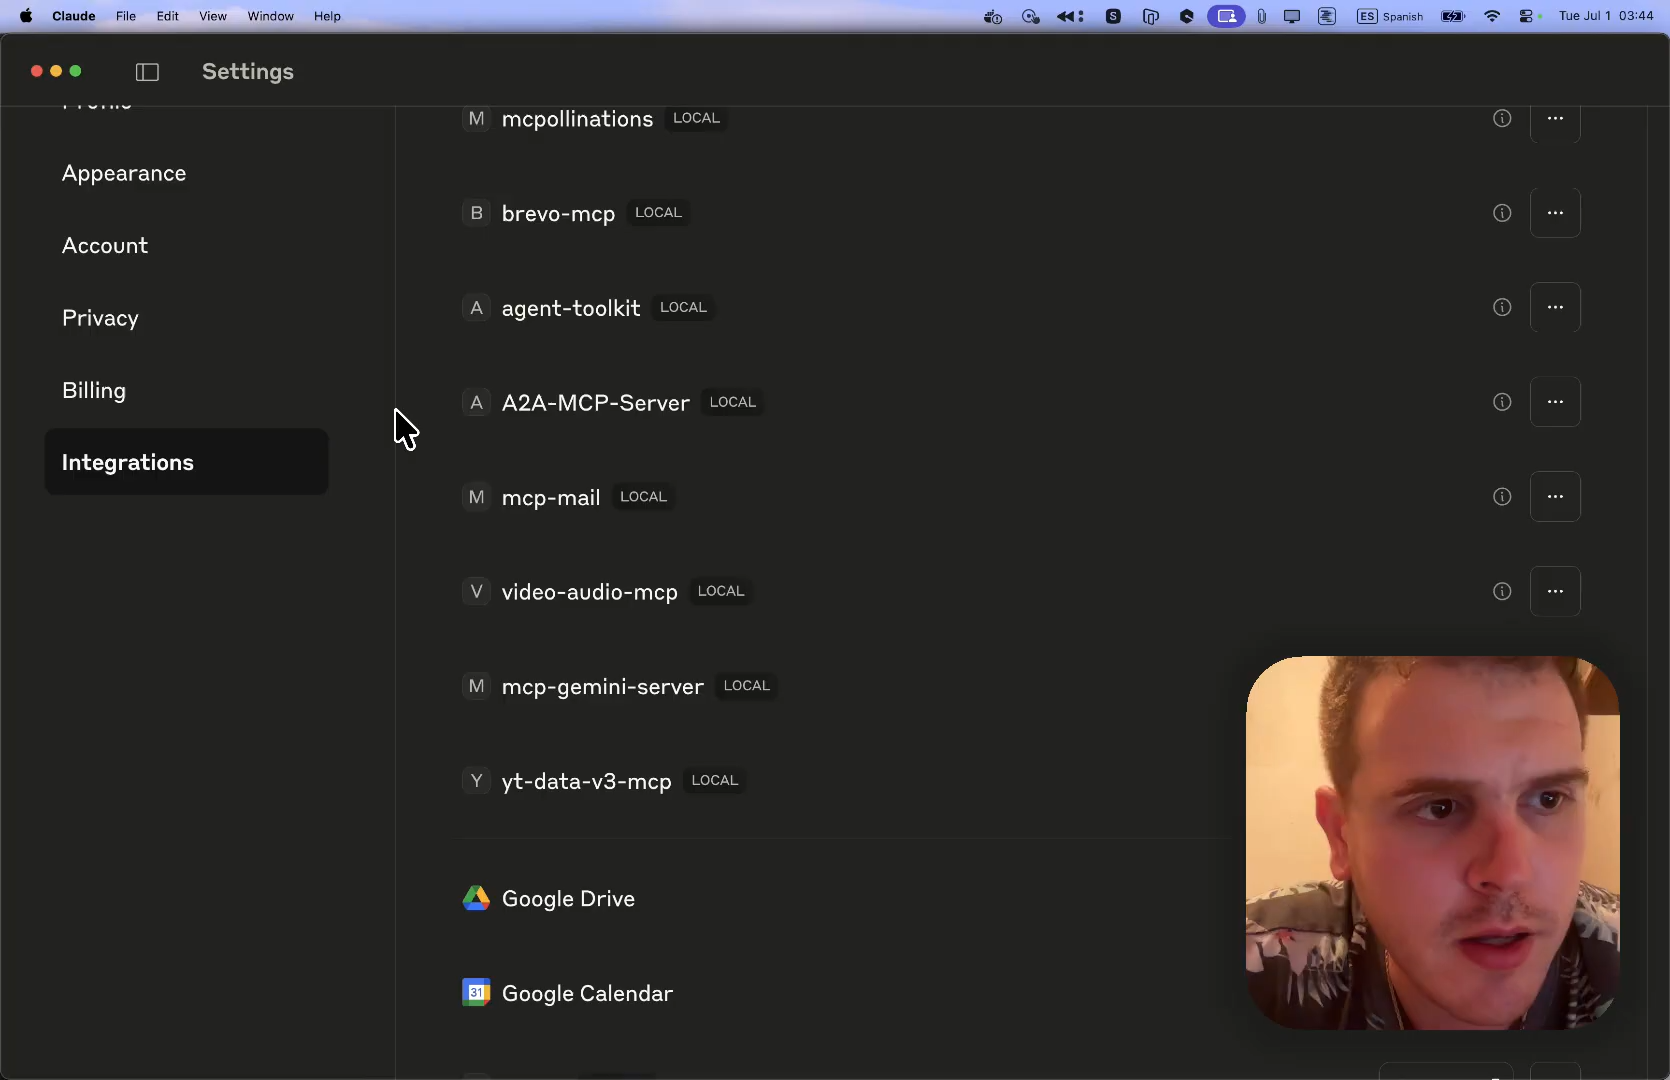 Claude File Edit View Window Help S ES Spanish Tue Jul 1 03:44
Settings
Profile
Appearance
Account
Privacy
Billing
Integrations
M mcpollinations LOCAL
B brevo-mcp LOCAL
A agent-toolkit LOCAL
A A2A-MCP-Server LOCAL
M mcp-mail LOCAL
V video-audio-mcp LOCAL
M mcp-gemini-server LOCAL
Y yt-data-v3-mcp LOCAL
Google Drive
31 Google Calendar